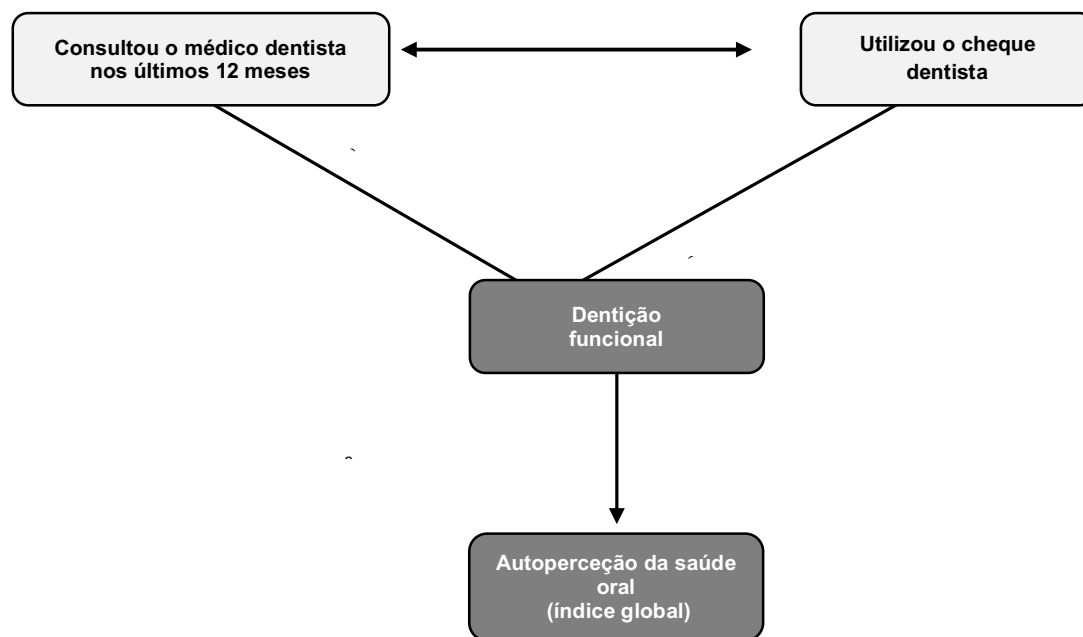 Consultou o médico dentista
nos últimos 12 meses
Utilizou o cheque
dentista
Dentição
funcional
Autoperceção da saúde
oral
(índice global)